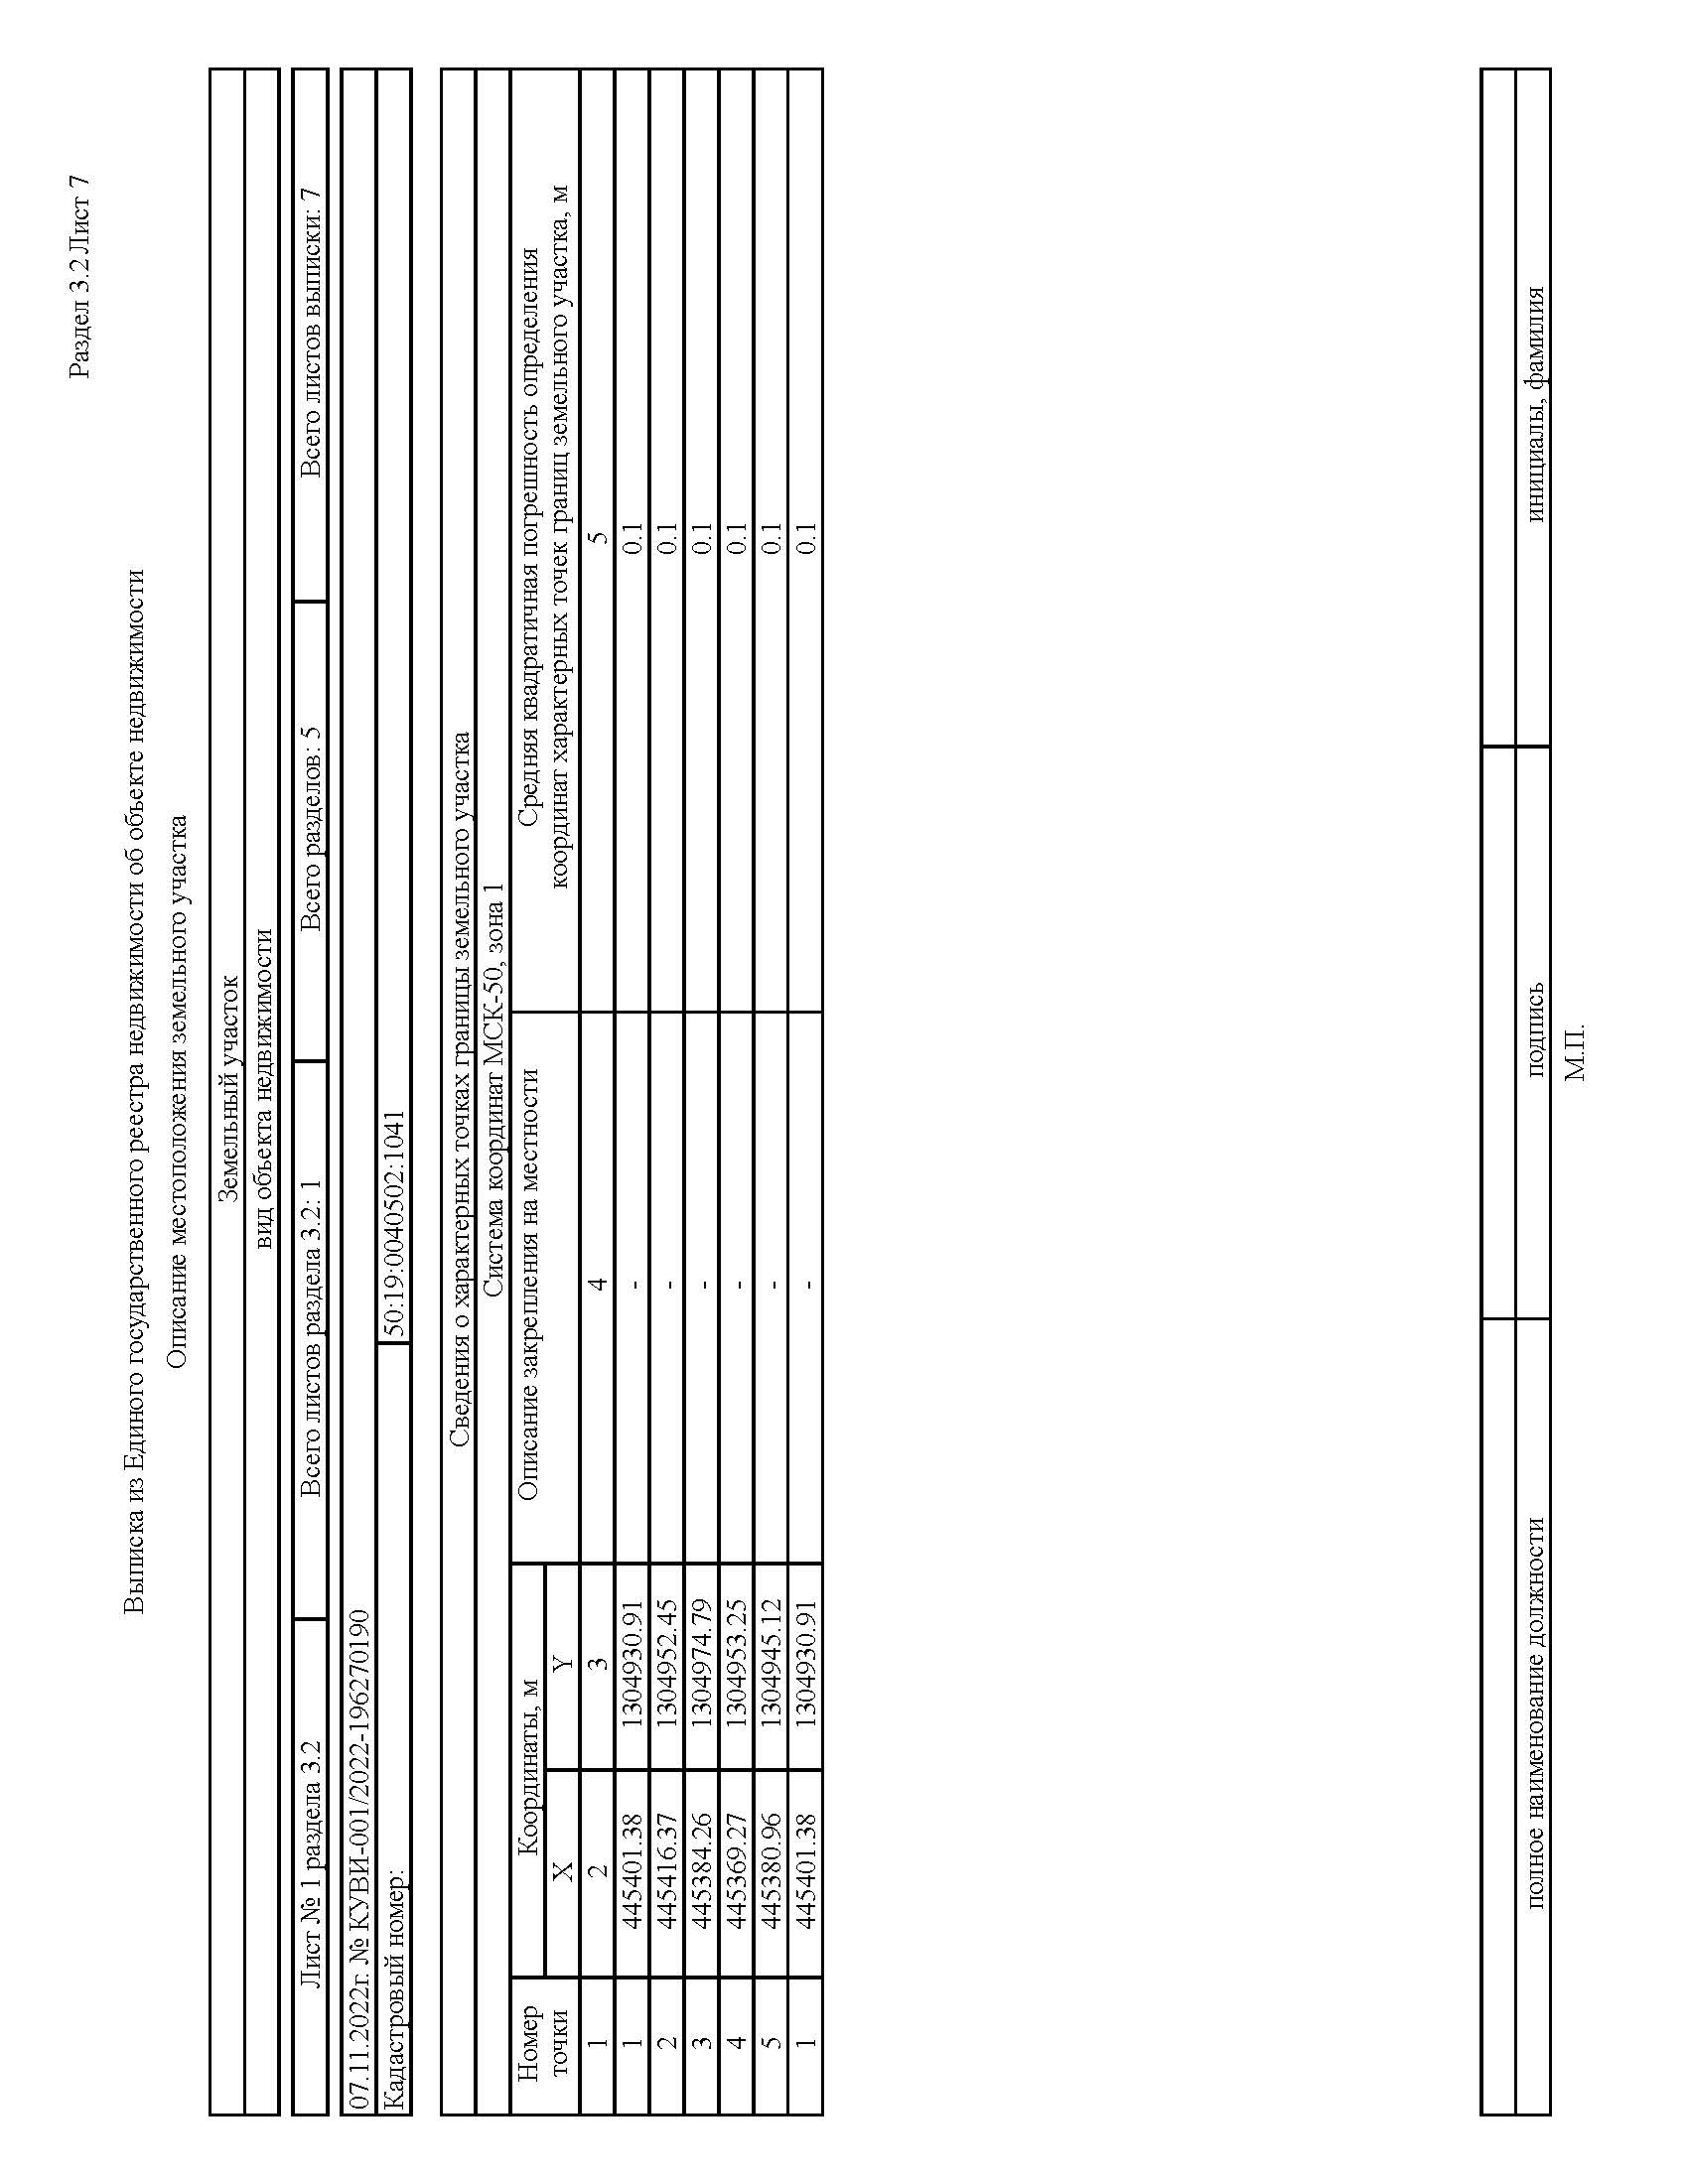 Раздел 3.2 Лист 7
Выписка из Единого государственного реестра недвижимости об объекте недвижимости
Описание местоположения земельного участка
Земельный участок
вид объекта недвижимости
Лист № 1 раздела 3.2 Всего листов раздела 3.2: 1 Всего разделов: 5 Всего листов выписки: 7
07.11.2022г. № КУВИ-001/2022-196270190
Кадастровый номер: 50:19:0040502:1041
Сведения о характерных точках границы земельного участка
Система координат МСК-50, зона 1
Номер точки Координаты, м Описание закрепления на местности Средняя квадратичная погрешность определения
координат характерных точек границ земельного участка, м
X Y
1 2 3 4 5
1 445401.38 1304930.91 - 0.1
2 445416.37 1304952.45 - 0.1
3 445384.26 1304974.79 - 0.1
4 445369.27 1304953.25 - 0.1
5 445380.96 1304945.12 - 0.1
1 445401.38 1304930.91 - 0.1
полное наименование должности подпись инициалы, фамилия
М.П.